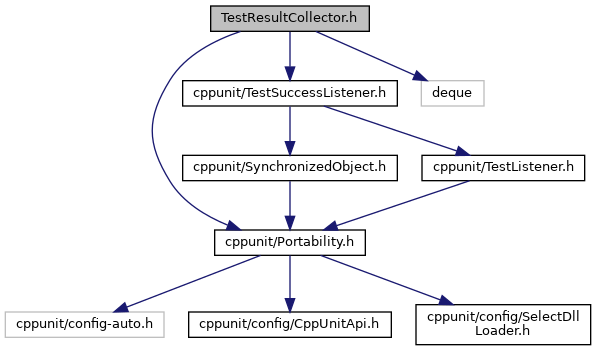 TestResultCollector.h
cppunit/TestSuccessListener.h
deque
cppunit/SynchronizedObject.h
cppunit/TestListener.h
cppunit/Portability.h
cppunit/config-auto.h
cppunit/config/CppUnitApi.h
cppunit/config/SelectDll
Loader.h